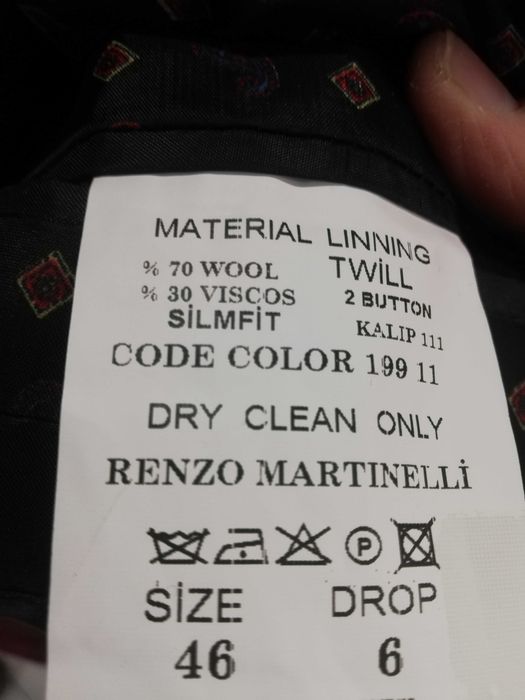 MATERIAL LINNING
% 70 WOOL TWİLL
% 30 VISCOS 2 BUTTON
SİLMFİT KALIP 111
CODE COLOR 199 11
DRY CLEAN ONLY
RENZO MARTINELLİ
P
SİZE DROP
46 6